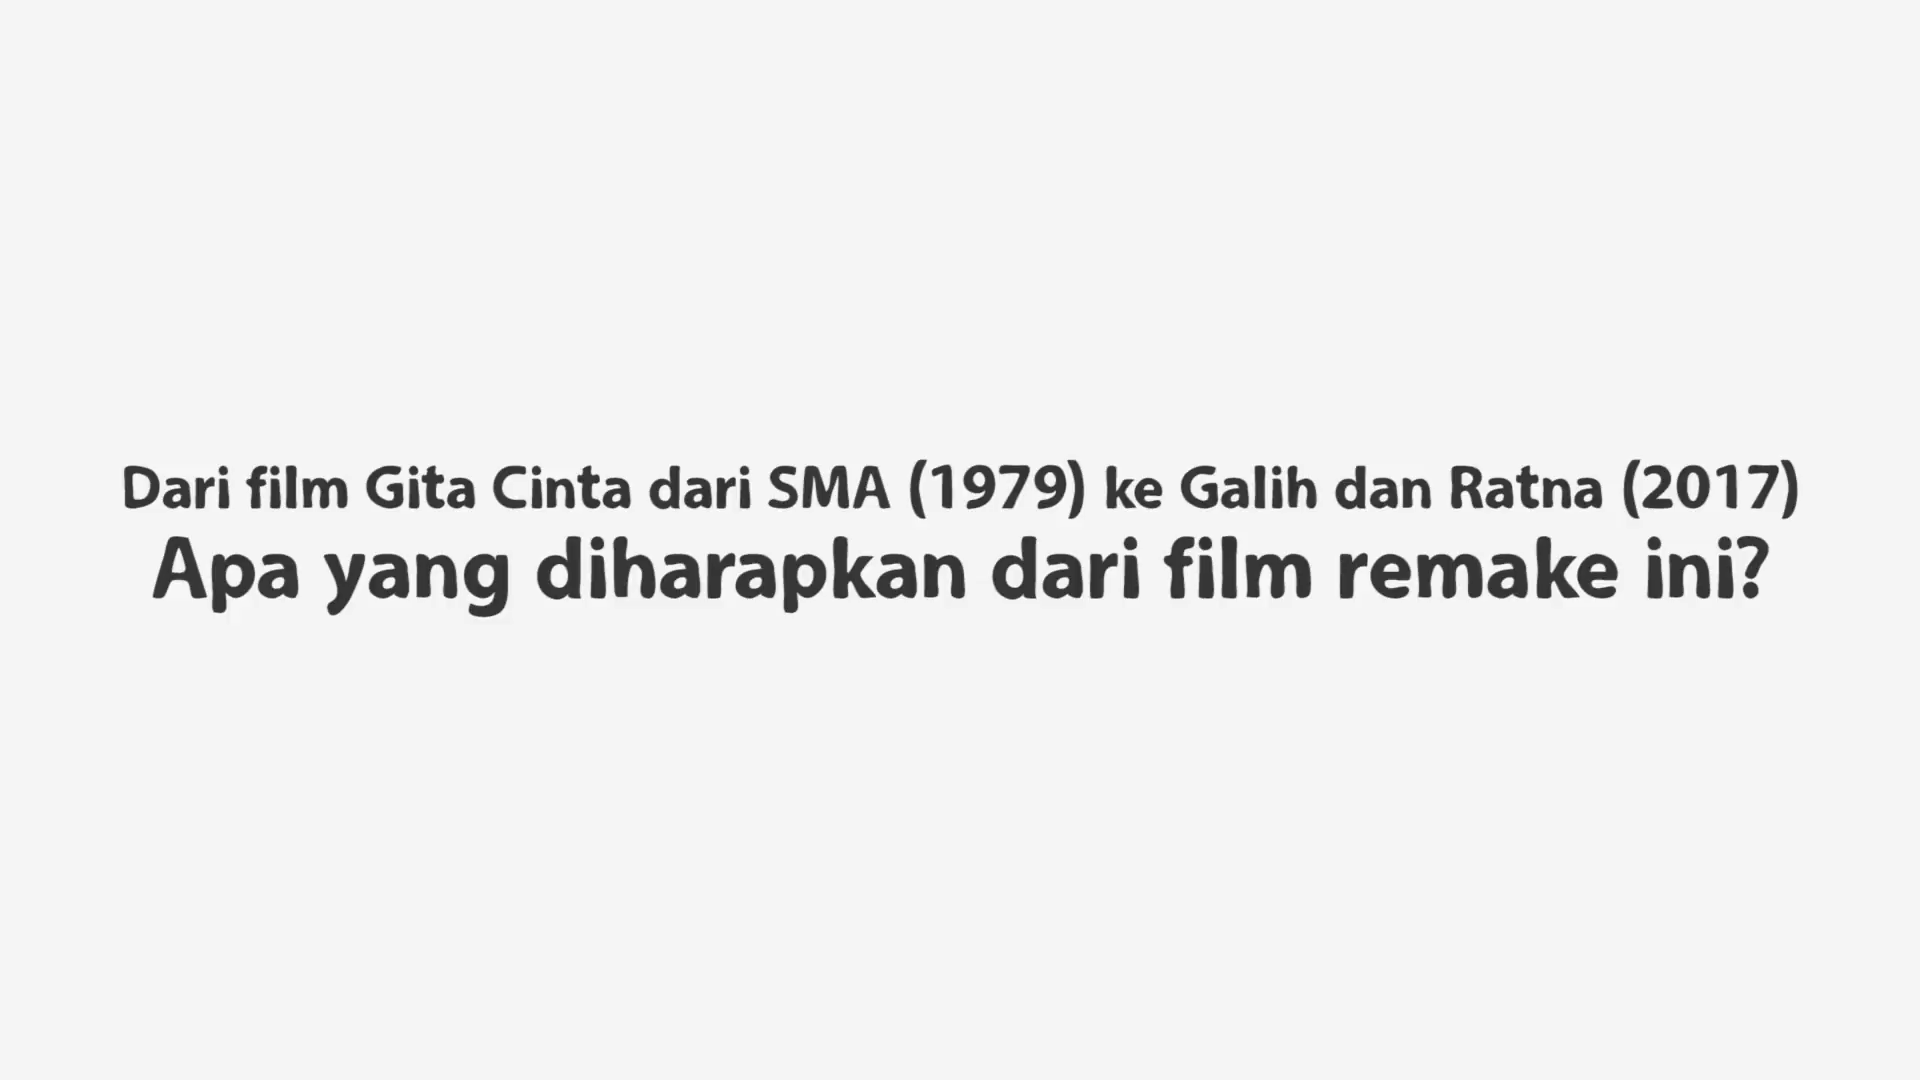 Dari film Gita Cinta dari SMA (1979) ke Galih dan Ratna (2017)
Apa yang diharapkan dari film remake ini?